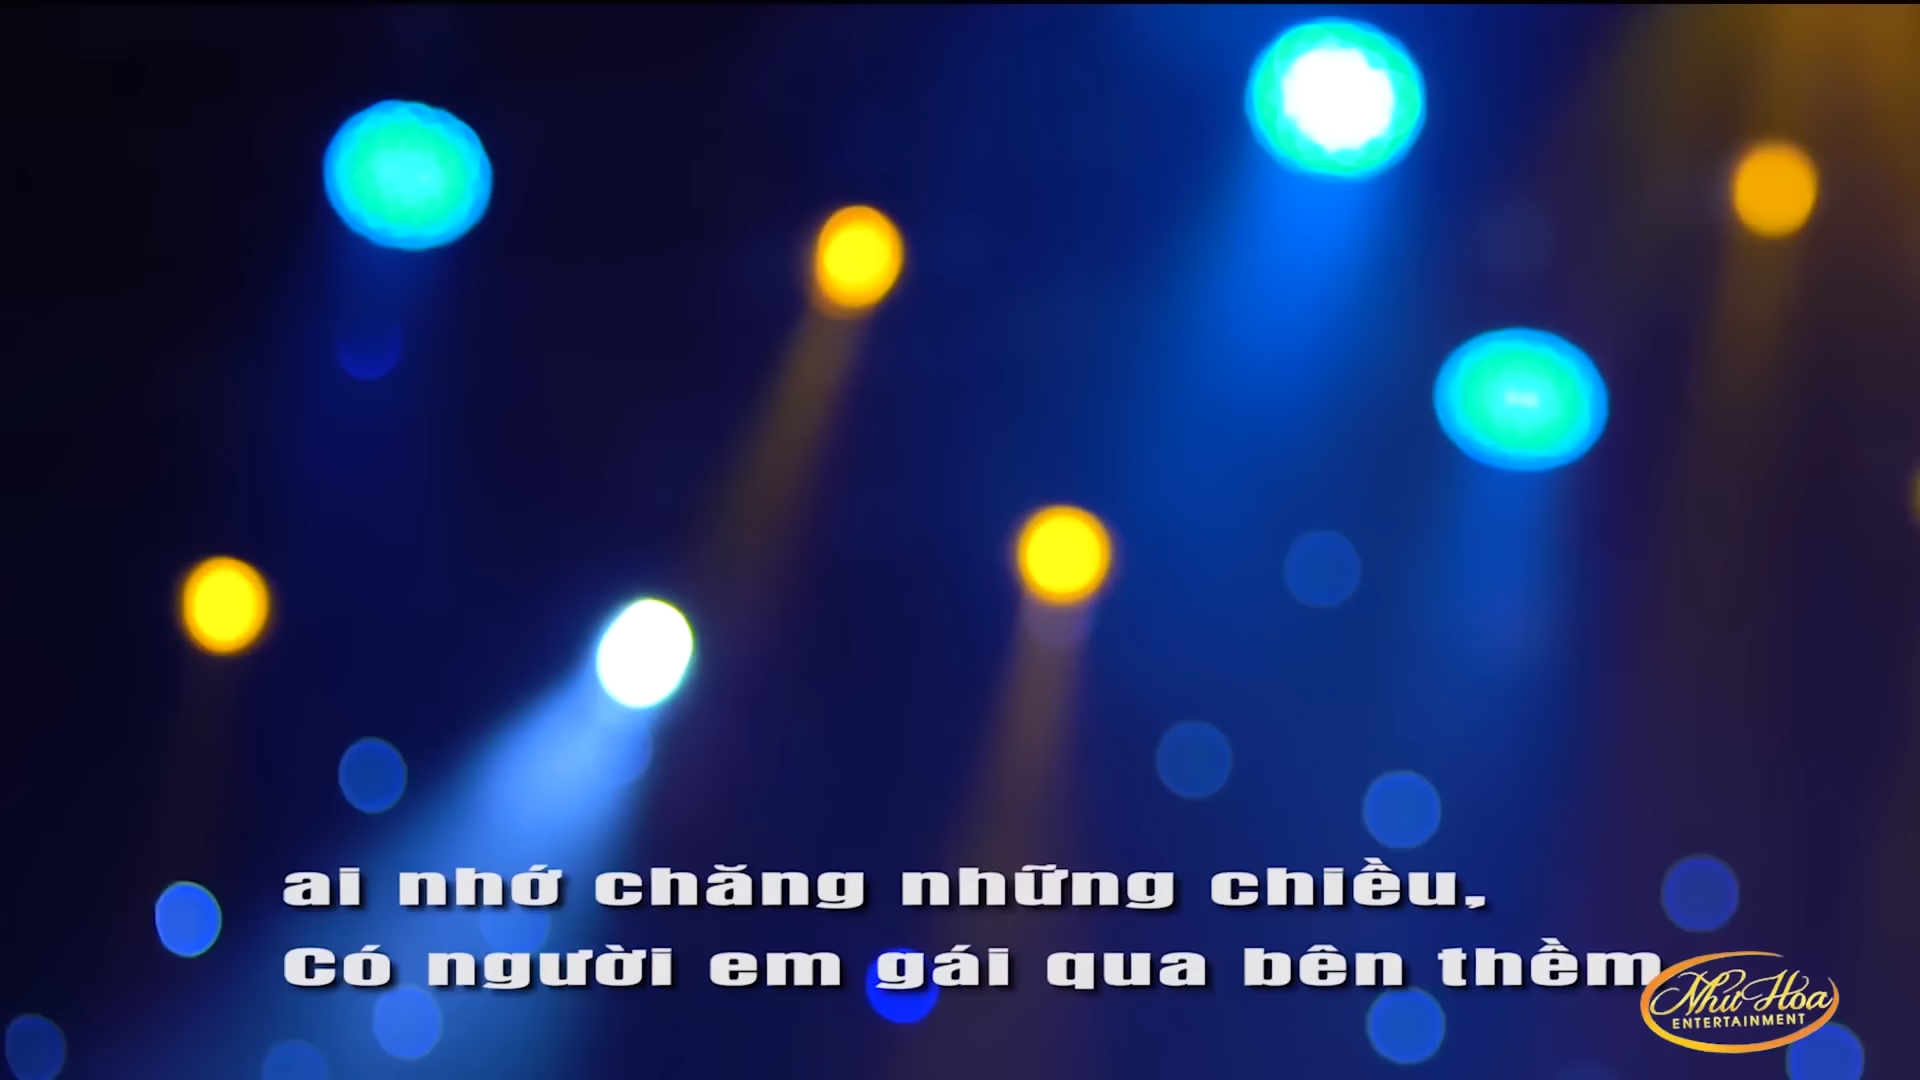 ai nhớ chăng những chiều,
Có người em gái qua bên thềm
Như Hoa
ENTERTAINMENT